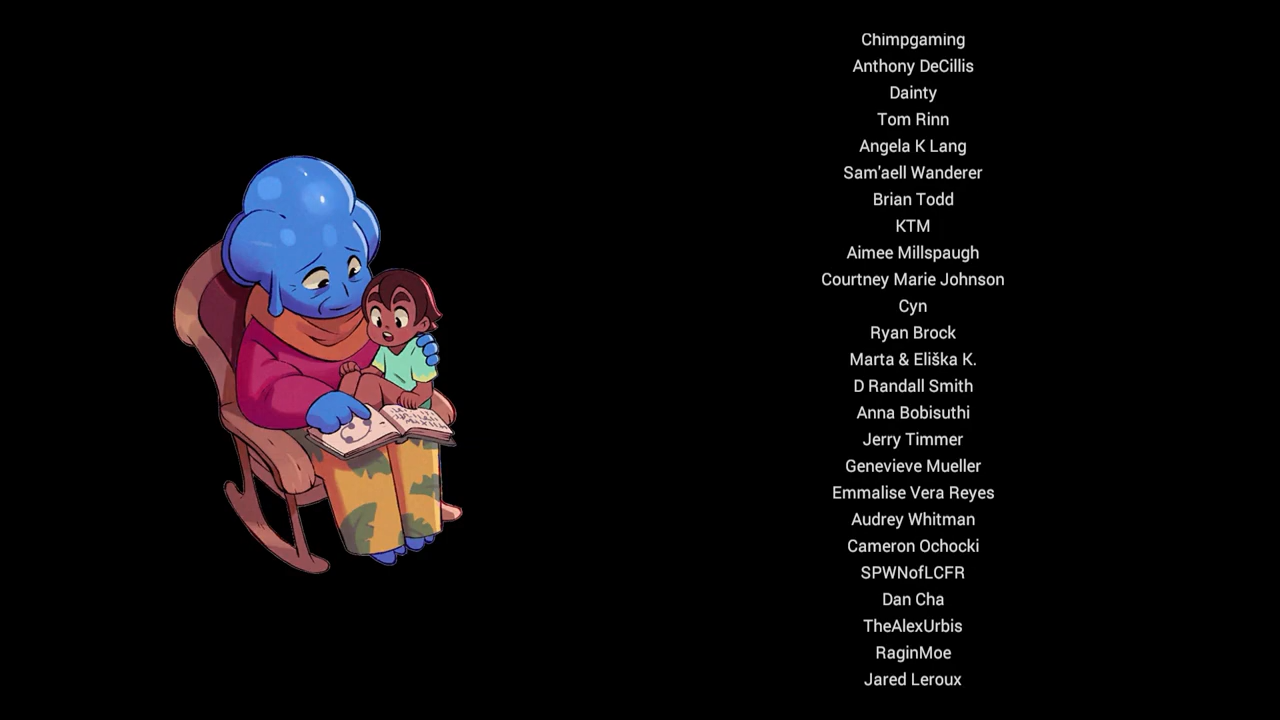 Chimpgaming
Anthony DeCillis
Dainty
Tom Rinn
Angela K Lang
Sam'aell Wanderer
Brian Todd
KTM
Aimee Millspaugh
Courtney Marie Johnson
Cyn
Ryan Brock
Marta & Eliška K.
D Randall Smith
Anna Bobisuthi
Jerry Timmer
Genevieve Mueller
Emmalise Vera Reyes
Audrey Whitman
Cameron Ochocki
SPWNofLCFR
Dan Cha
TheAlexUrbis
RaginMoe
Jared Leroux